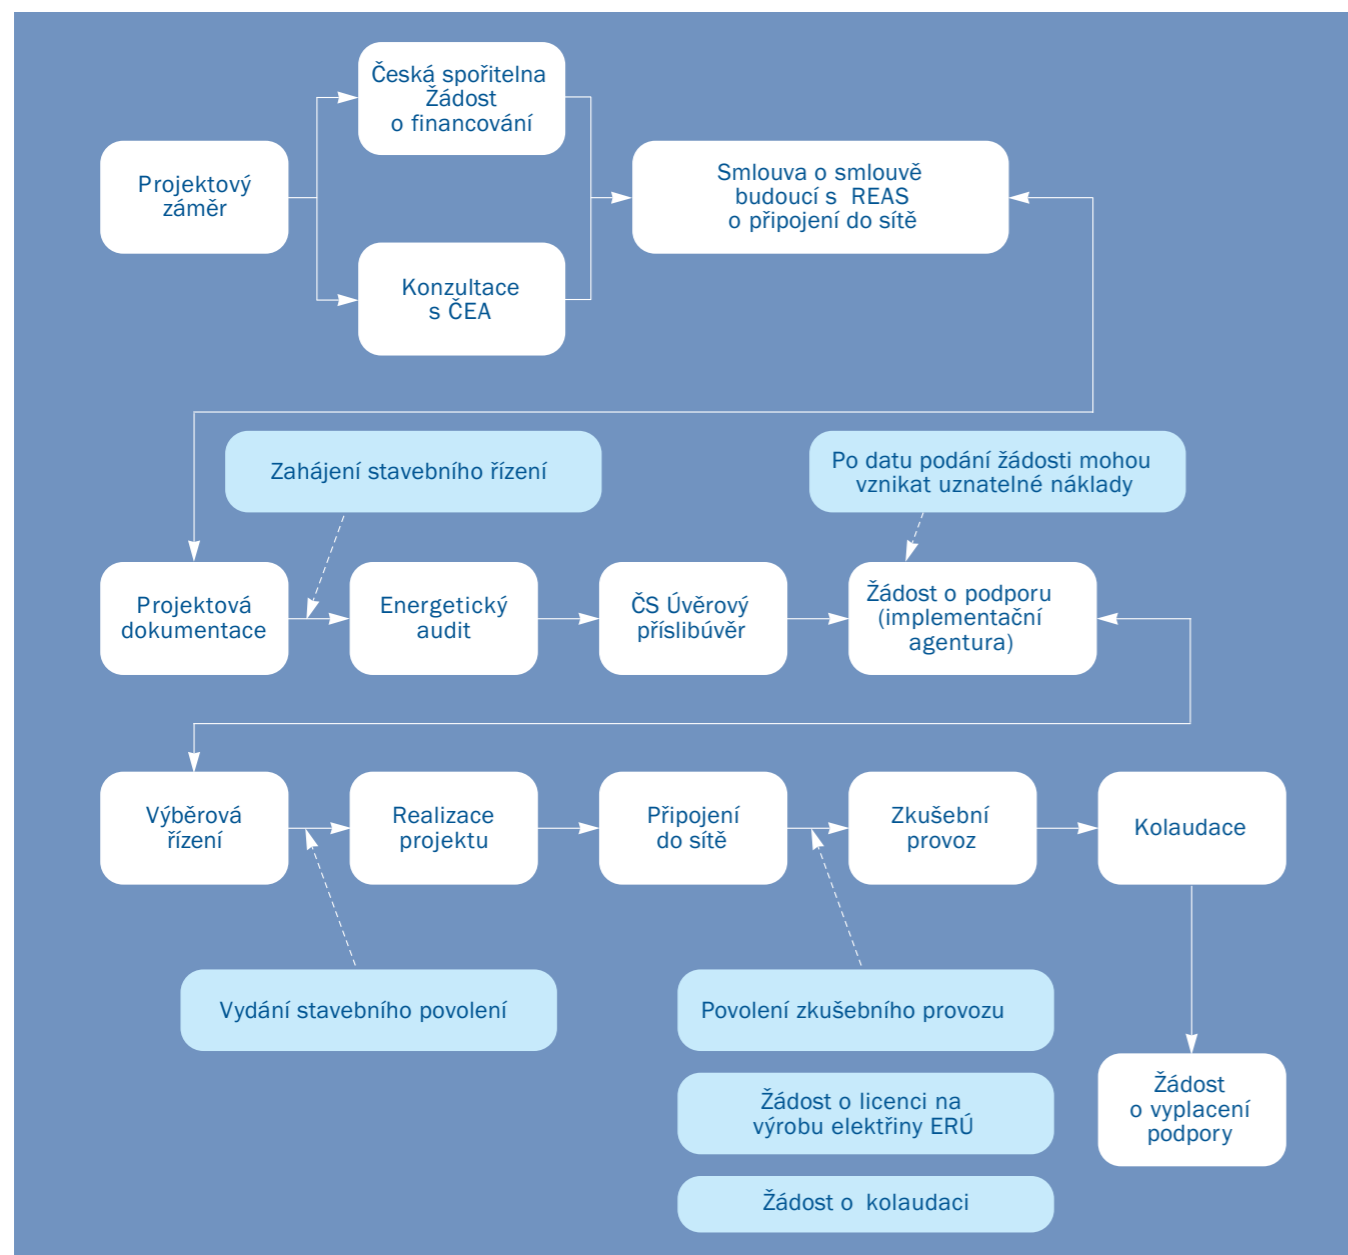 Česká spořitelna
Žádost
o financování
Projektový
záměr
Smlouva o smlouvě
budoucí s REAS
o připojení do sítě
Konzultace
s ČEA
Zahájení stavebního řízení
Po datu podání žádosti mohou
vznikat uznatelné náklady
Projektová
dokumentace
Energetický
audit
ČS Úvěrový
příslibúvěr
Žádost o podporu
(implementační
agentura)
Výběrová
řízení
Realizace
projektu
Připojení
do sítě
Zkušební
provoz
Kolaudace
Vydání stavebního povolení
Povolení zkušebního provozu
Žádost o licenci na
výrobu elektřiny ERÚ
Žádost o kolaudaci
Žádost
o vyplacení
podpory